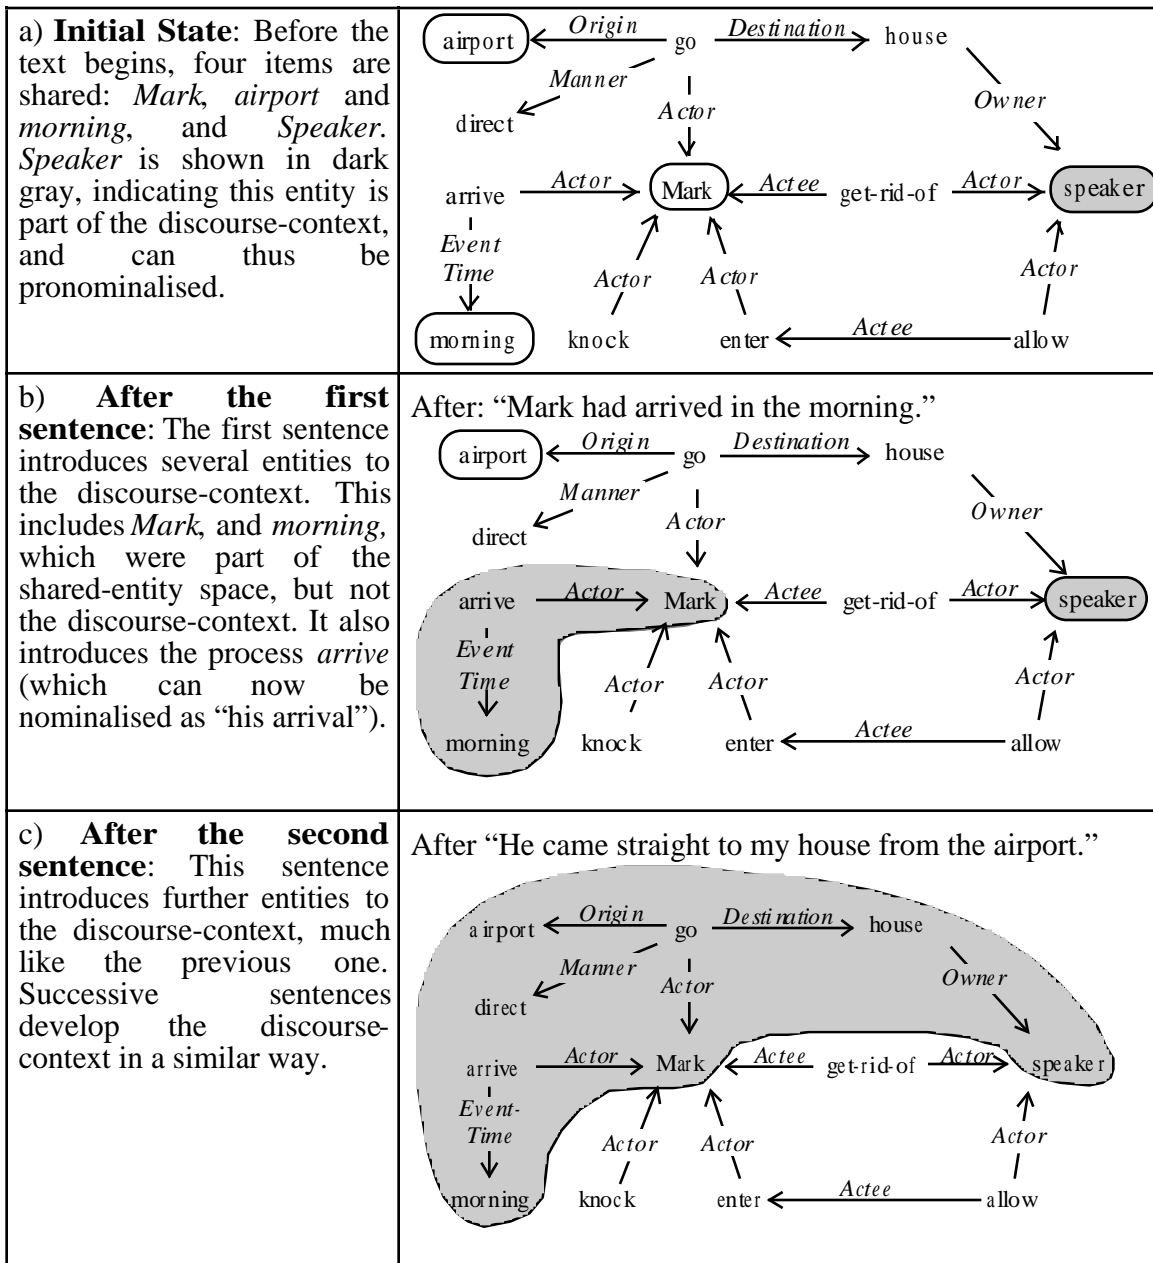 a) Initial State: Before the
text begins, four items are
shared: Mark, airport and
morning, and Speaker.
Speaker is shown in dark
gray, indicating this entity is
part of the discourse-context,
and can thus be
pronominalised.
airport Origin go Destination house
Manner
direct Actor Owner
arrive Actor Mark Actee get-rid-of Actor speaker
Event
Time Actor Actor Actor
morning knock enter Actee allow
b) After the first
sentence: The first sentence
introduces several entities to
the discourse-context. This
includes Mark, and morning,
which were part of the
shared-entity space, but not
the discourse-context. It also
introduces the process arrive
(which can now be
nominalised as “his arrival”).
After: “Mark had arrived in the morning.”
airport Origin go Destination house
Manner
direct Actor Owner
arrive Actor Mark Actee get-rid-of Actor speaker
Event
Time Actor Actor Actor
morning knock enter Actee allow
c) After the second
sentence: This sentence
introduces further entities to
the discourse-context, much
like the previous one.
Successive sentences
develop the discourse-
context in a similar way.
After “He came straight to my house from the airport.”
airport Origin go Destination house
Manner Owner
direct Actor
arrive Actor Mark Actee get-rid-of Actor speaker
Event-
Time Actor Actor Actor
morning knock enter Actee allow